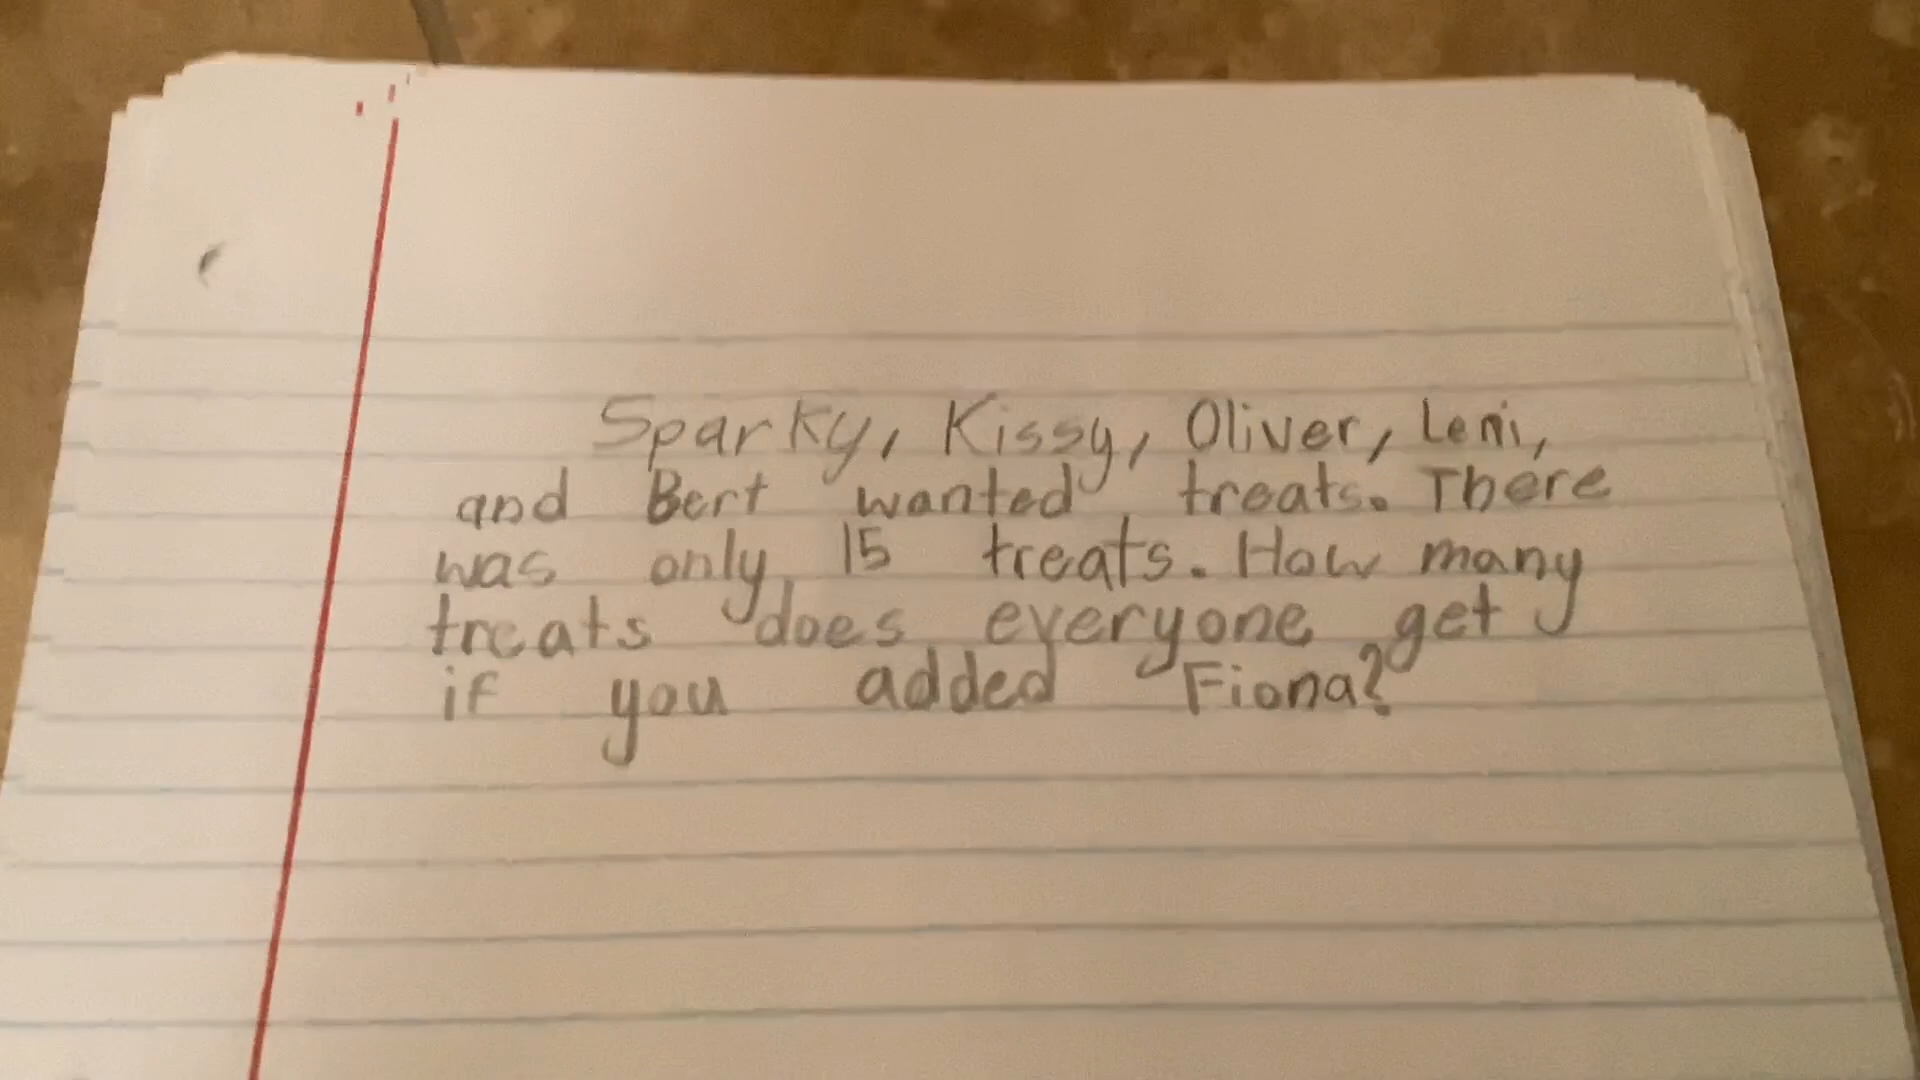 Sparky, Kissy, Oliver, Leni,
and Bert wanted treats. There
was only 15 treats. How many
treats does everyone get
if you added Fiona?